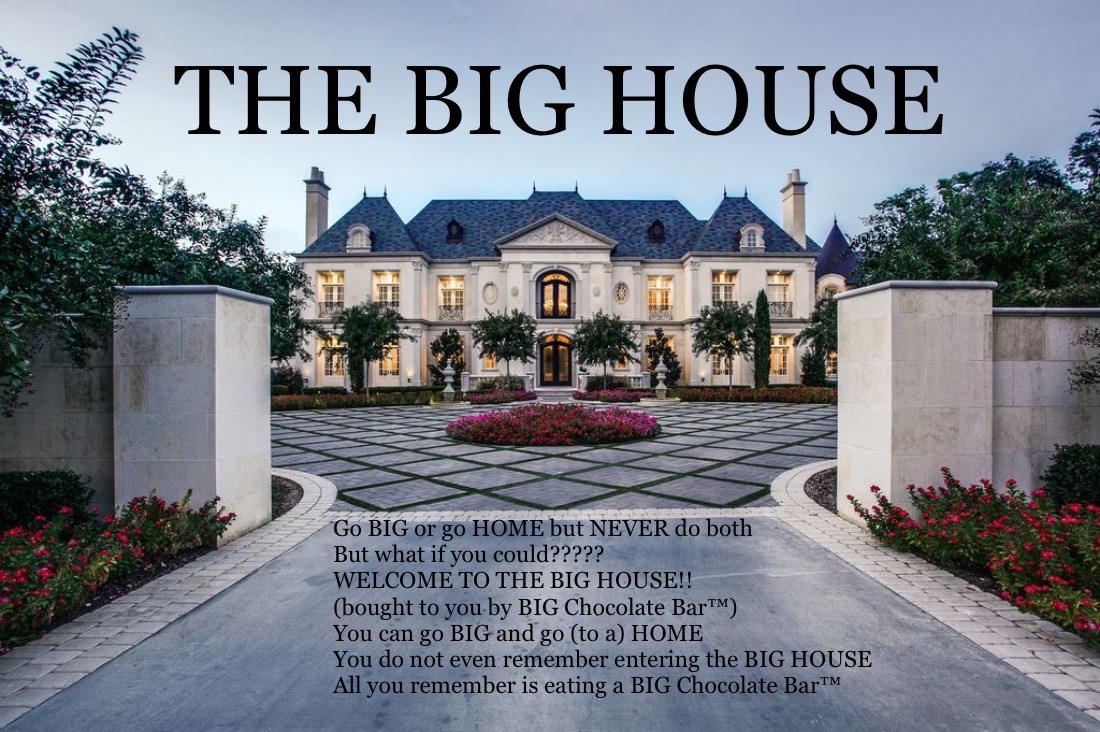 THE BIG HOUSE
Go BIG or go HOME but NEVER do both
But what if you could?????
WELCOME TO THE BIG HOUSE!!
(bought to you by BIG Chocolate Bar™)
You can go BIG and go (to a) HOME
You do not even remember entering the BIG HOUSE
All you remember is eating a BIG Chocolate Bar™